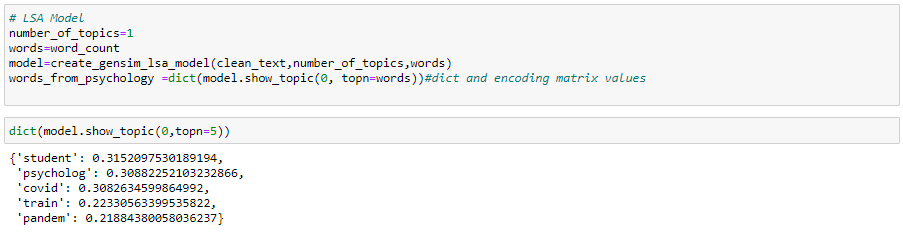 # LSA Model
number_of_topics=1
words=word_count
model=create_gensim_lsa_model(clean_text,number_of_topics,words)
words_from_psychology =dict(model.show_topic(0, topn=words))#dict and encoding matrix values
dict(model.show_topic(0,topn=5))
{'student': 0.3152097530189194,
'psycholog': 0.30882252103232866,
'covid': 0.3082634599864992,
'train': 0.22330563399535822,
'pandem': 0.21884380058036237}